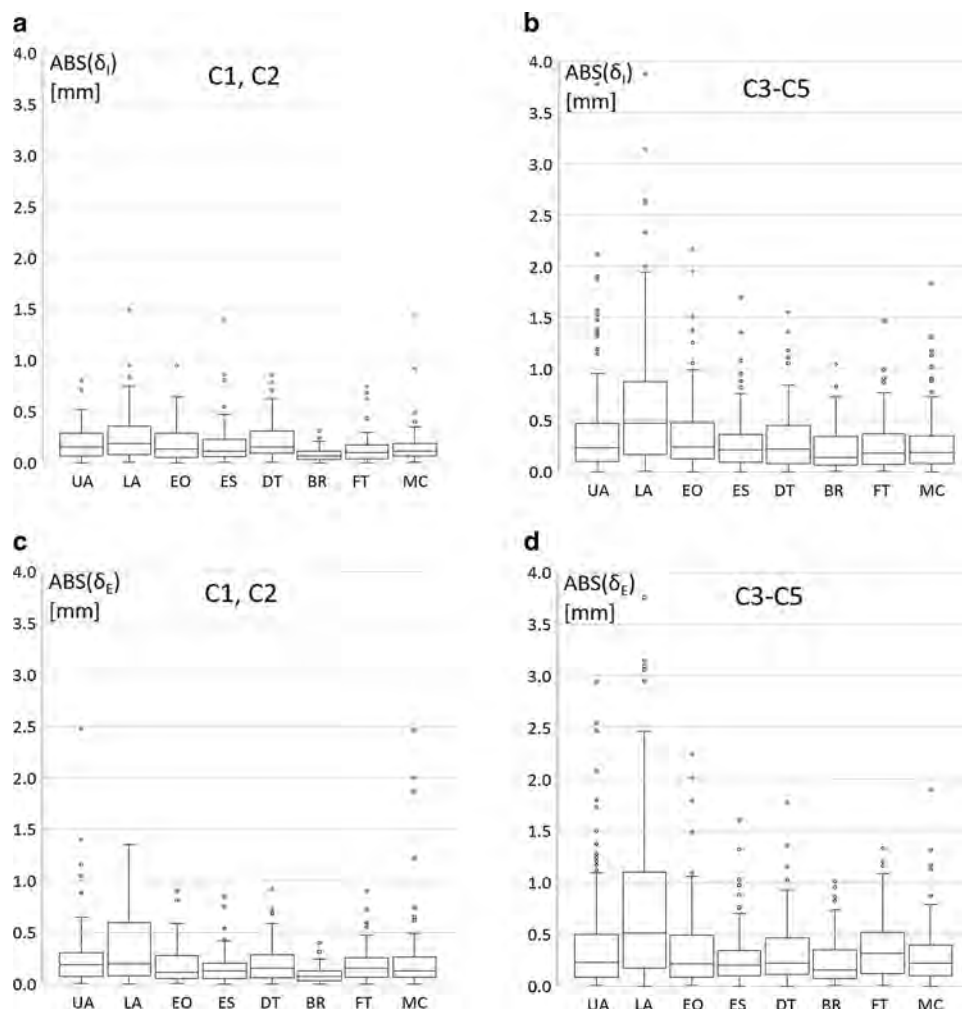 a
ABS(δI)
[mm]
C1, C2
4.0
3.5
3.0
2.5
2.0
1.5
1.0
0.5
0.0
UA LA EO ES DT BR FT MC
b
ABS(δI)
[mm]
C3-C5
4.0
3.5
3.0
2.5
2.0
1.5
1.0
0.5
0.0
UA LA EO ES DT BR FT MC
c
ABS(δE)
[mm]
C1, C2
4.0
3.5
3.0
2.5
2.0
1.5
1.0
0.5
0.0
UA LA EO ES DT BR FT MC
d
ABS(δE)
[mm]
C3-C5
4.0
3.5
3.0
2.5
2.0
1.5
1.0
0.5
0.0
UA LA EO ES DT BR FT MC